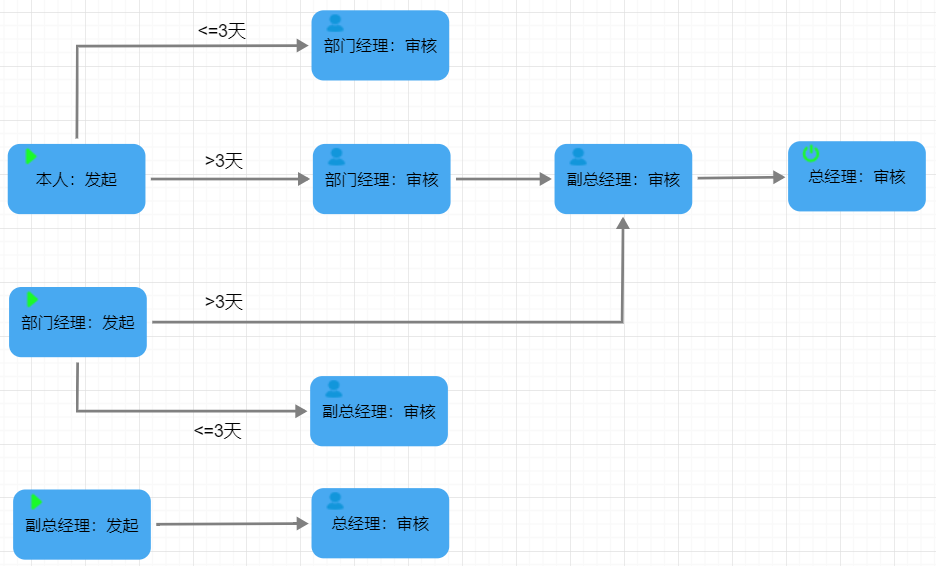 <=3天
部门经理：审核
>3天
本人：发起
部门经理：审核
副总经理：审核
总经理：审核
>3天
部门经理：发起
副总经理：审核
<=3天
副总经理：发起
总经理：审核